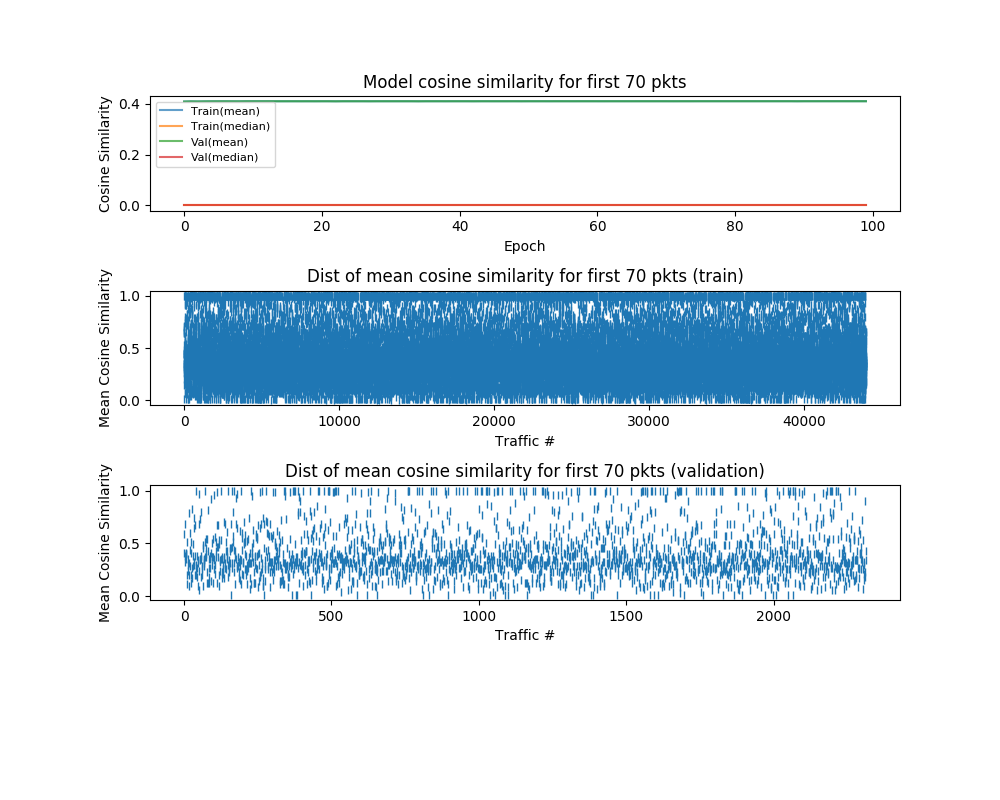 Model cosine similarity for first 70 pkts
Cosine Similarity
0.4
0.2
0.0
Train(mean)
Train(median)
Val(mean)
Val(median)
0 20 40 60 80 100
Epoch
Dist of mean cosine similarity for first 70 pkts (train)
Mean Cosine Similarity
1.0
0.5
0.0
0 10000 20000 30000 40000
Traffic #
Dist of mean cosine similarity for first 70 pkts (validation)
Mean Cosine Similarity
1.0
0.5
0.0
0 500 1000 1500 2000
Traffic #